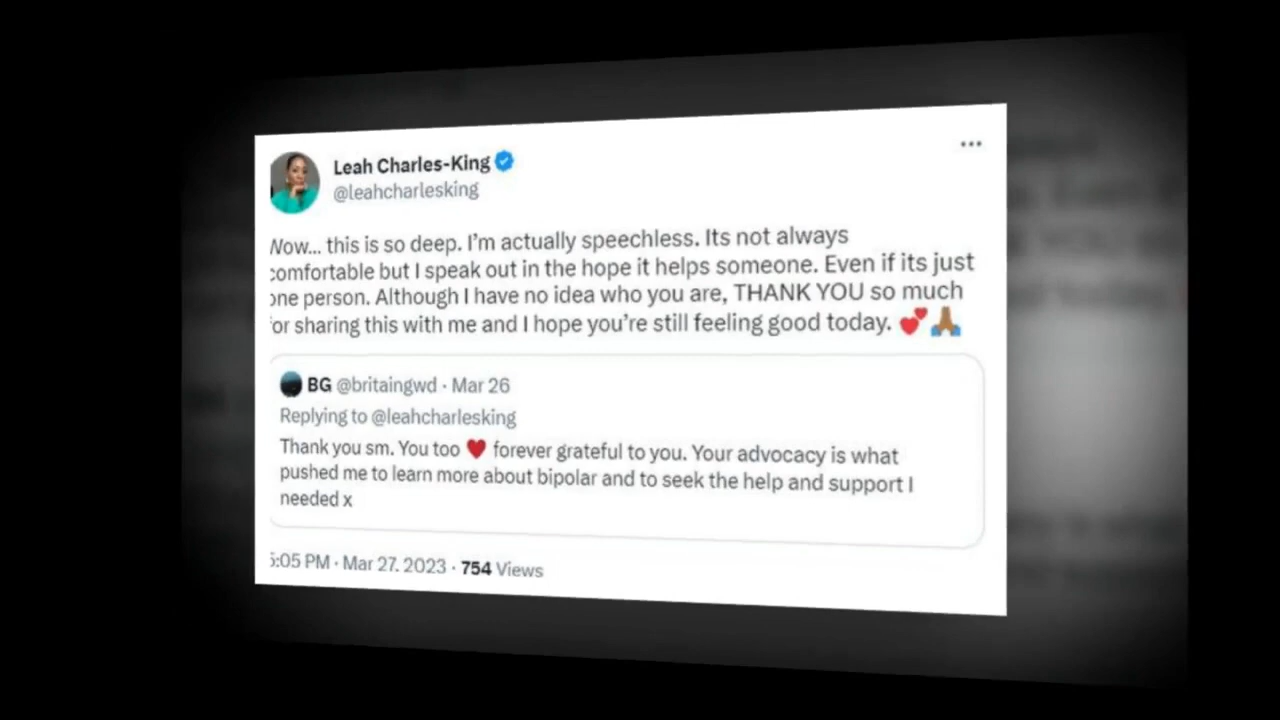 Leah Charles-King
@leahcharlesking
Wow... this is so deep. I'm actually speechless. Its not always
comfortable but I speak out in the hope it helps someone. Even if its just
one person. Although I have no idea who you are, THANK YOU so much
for sharing this with me and I hope you're still feeling good today. 💕🙏🏾
BG @britaingwd · Mar 26
Replying to @leahcharlesking
Thank you sm. You too ♥️ forever grateful to you. Your advocacy is what
pushed me to learn more about bipolar and to seek the help and support I
needed x
5:05 PM · Mar 27. 2023 · 754 Views